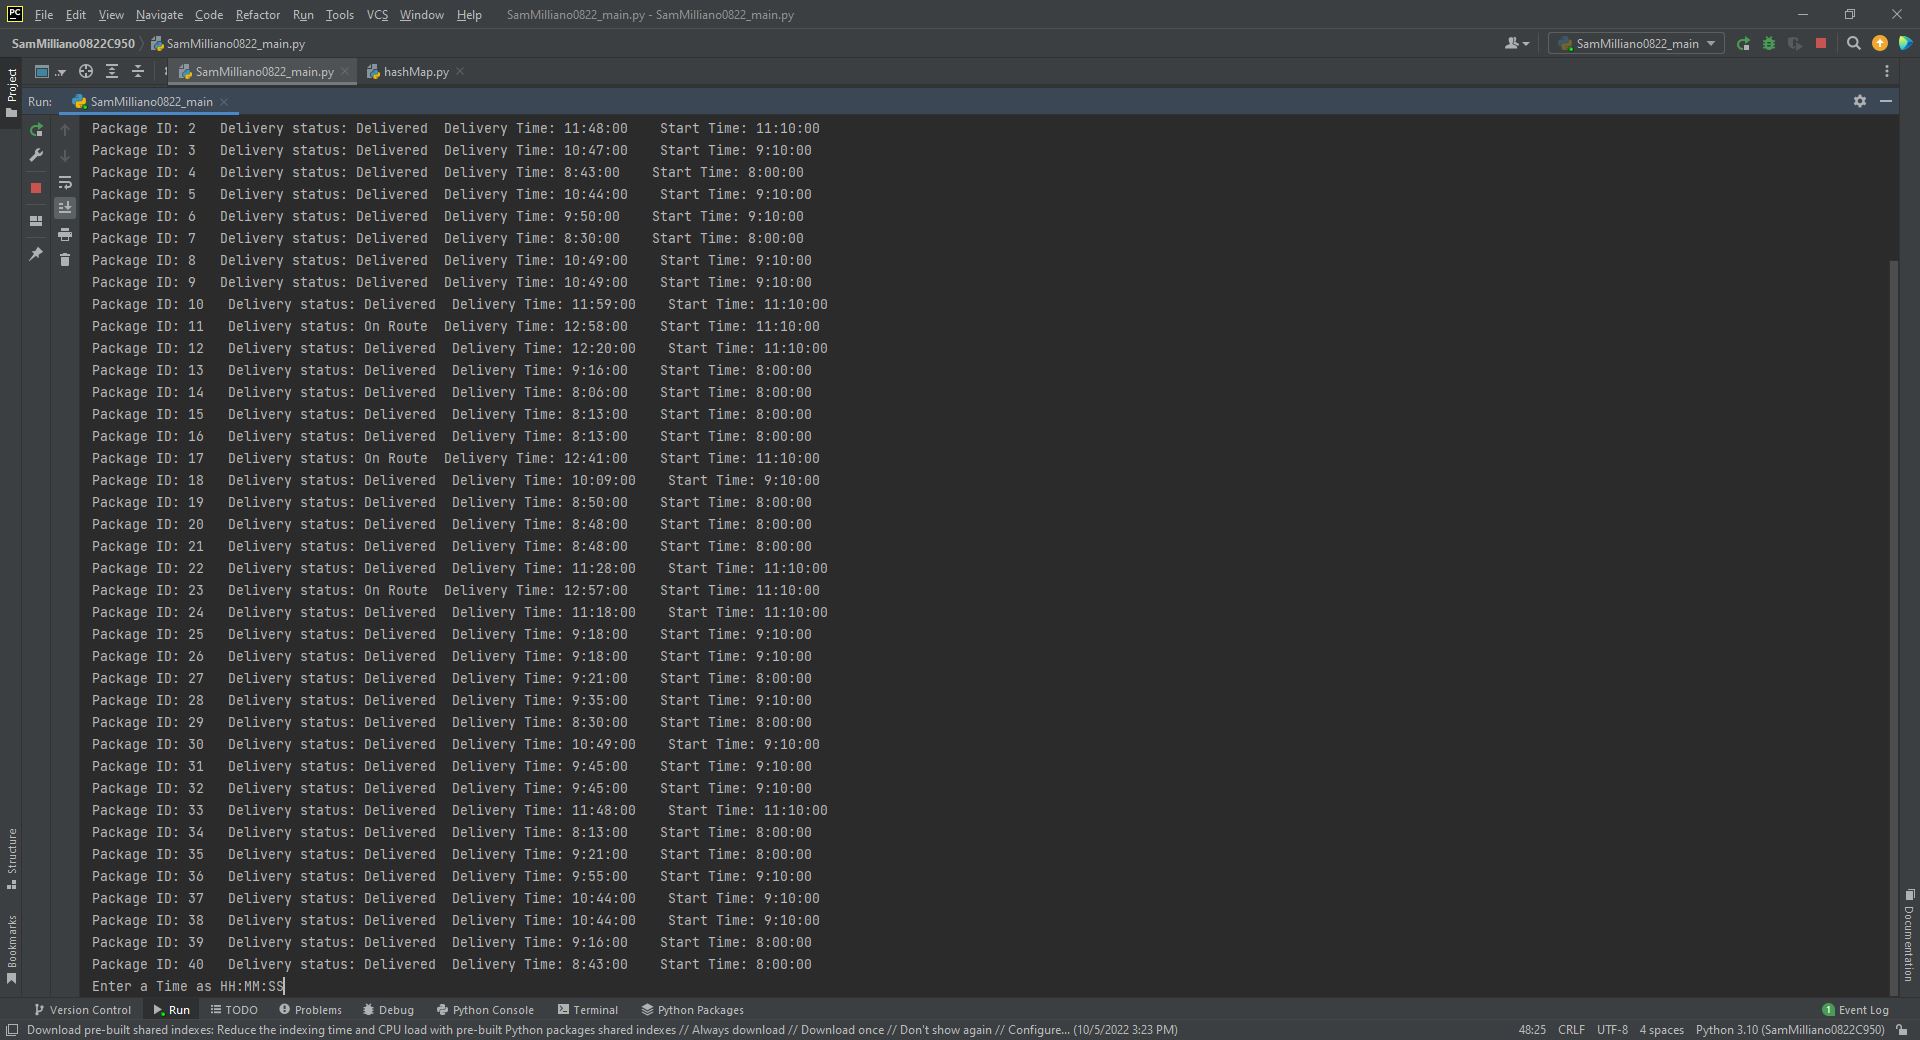 PC File Edit View Navigate Code Refactor Run Tools VCS Window Help SamMilliano0822_main.py - SamMilliano0822_main.py
SamMilliano0822C950 SamMilliano0822_main.py SamMilliano0822_main
Project .. SamMilliano0822_main.py hashMap.py
Run: SamMilliano0822_main
Package ID: 2 Delivery status: Delivered Delivery Time: 11:48:00 Start Time: 11:10:00
Package ID: 3 Delivery status: Delivered Delivery Time: 10:47:00 Start Time: 9:10:00
Package ID: 4 Delivery status: Delivered Delivery Time: 8:43:00 Start Time: 8:00:00
Package ID: 5 Delivery status: Delivered Delivery Time: 10:44:00 Start Time: 9:10:00
Package ID: 6 Delivery status: Delivered Delivery Time: 9:50:00 Start Time: 9:10:00
Package ID: 7 Delivery status: Delivered Delivery Time: 8:30:00 Start Time: 8:00:00
Package ID: 8 Delivery status: Delivered Delivery Time: 10:49:00 Start Time: 9:10:00
Package ID: 9 Delivery status: Delivered Delivery Time: 10:49:00 Start Time: 9:10:00
Package ID: 10 Delivery status: Delivered Delivery Time: 11:59:00 Start Time: 11:10:00
Package ID: 11 Delivery status: On Route Delivery Time: 12:58:00 Start Time: 11:10:00
Package ID: 12 Delivery status: Delivered Delivery Time: 12:20:00 Start Time: 11:10:00
Package ID: 13 Delivery status: Delivered Delivery Time: 9:16:00 Start Time: 8:00:00
Package ID: 14 Delivery status: Delivered Delivery Time: 8:06:00 Start Time: 8:00:00
Package ID: 15 Delivery status: Delivered Delivery Time: 8:13:00 Start Time: 8:00:00
Package ID: 16 Delivery status: Delivered Delivery Time: 8:13:00 Start Time: 8:00:00
Package ID: 17 Delivery status: On Route Delivery Time: 12:41:00 Start Time: 11:10:00
Package ID: 18 Delivery status: Delivered Delivery Time: 10:09:00 Start Time: 9:10:00
Package ID: 19 Delivery status: Delivered Delivery Time: 8:50:00 Start Time: 8:00:00
Package ID: 20 Delivery status: Delivered Delivery Time: 8:48:00 Start Time: 8:00:00
Package ID: 21 Delivery status: Delivered Delivery Time: 8:48:00 Start Time: 8:00:00
Package ID: 22 Delivery status: Delivered Delivery Time: 11:28:00 Start Time: 11:10:00
Package ID: 23 Delivery status: On Route Delivery Time: 12:57:00 Start Time: 11:10:00
Package ID: 24 Delivery status: Delivered Delivery Time: 11:18:00 Start Time: 11:10:00
Package ID: 25 Delivery status: Delivered Delivery Time: 9:18:00 Start Time: 9:10:00
Package ID: 26 Delivery status: Delivered Delivery Time: 9:18:00 Start Time: 9:10:00
Package ID: 27 Delivery status: Delivered Delivery Time: 9:21:00 Start Time: 8:00:00
Package ID: 28 Delivery status: Delivered Delivery Time: 9:35:00 Start Time: 9:10:00
Package ID: 29 Delivery status: Delivered Delivery Time: 8:30:00 Start Time: 8:00:00
Package ID: 30 Delivery status: Delivered Delivery Time: 10:49:00 Start Time: 9:10:00
Package ID: 31 Delivery status: Delivered Delivery Time: 9:45:00 Start Time: 9:10:00
Package ID: 32 Delivery status: Delivered Delivery Time: 9:45:00 Start Time: 9:10:00
Package ID: 33 Delivery status: Delivered Delivery Time: 11:48:00 Start Time: 11:10:00
Package ID: 34 Delivery status: Delivered Delivery Time: 8:13:00 Start Time: 8:00:00
Package ID: 35 Delivery status: Delivered Delivery Time: 9:21:00 Start Time: 8:00:00
Package ID: 36 Delivery status: Delivered Delivery Time: 9:55:00 Start Time: 9:10:00
Package ID: 37 Delivery status: Delivered Delivery Time: 10:44:00 Start Time: 9:10:00
Package ID: 38 Delivery status: Delivered Delivery Time: 10:44:00 Start Time: 9:10:00
Package ID: 39 Delivery status: Delivered Delivery Time: 9:16:00 Start Time: 8:00:00
Package ID: 40 Delivery status: Delivered Delivery Time: 8:43:00 Start Time: 8:00:00
Enter a Time as HH:MM:SS
Structure
Bookmarks
Documentation
Version Control Run TODO Problems Debug Python Console Terminal Python Packages 1 Event Log
Download pre-built shared indexes: Reduce the indexing time and CPU load with pre-built Python packages shared indexes // Always download // Download once // Don't show again // Configure... (10/5/2022 3:23 PM) 48:25 CRLF UTF-8 4 spaces Python 3.10 (SamMilliano0822C950)